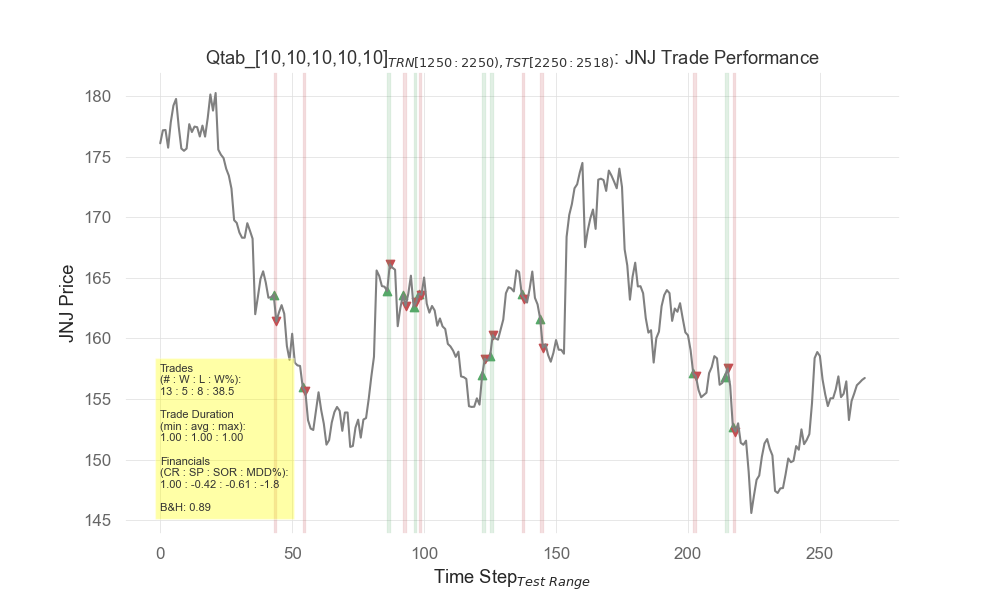 Qtab_[10,10,10,10,10]TRN[1250:2250),TST[2250:2518): JNJ Trade Performance
180
175
170
165
160
155
150
145
JNJ Price
Trades
(# : W : L : W%):
13 : 5 : 8 : 38.5
Trade Duration
(min : avg : max):
1.00 : 1.00 : 1.00
Financials
(CR : SP : SOR : MDD%):
1.00 : -0.42 : -0.61 : -1.8
B&H: 0.89
0 50 100 150 200 250
Time StepTest Range